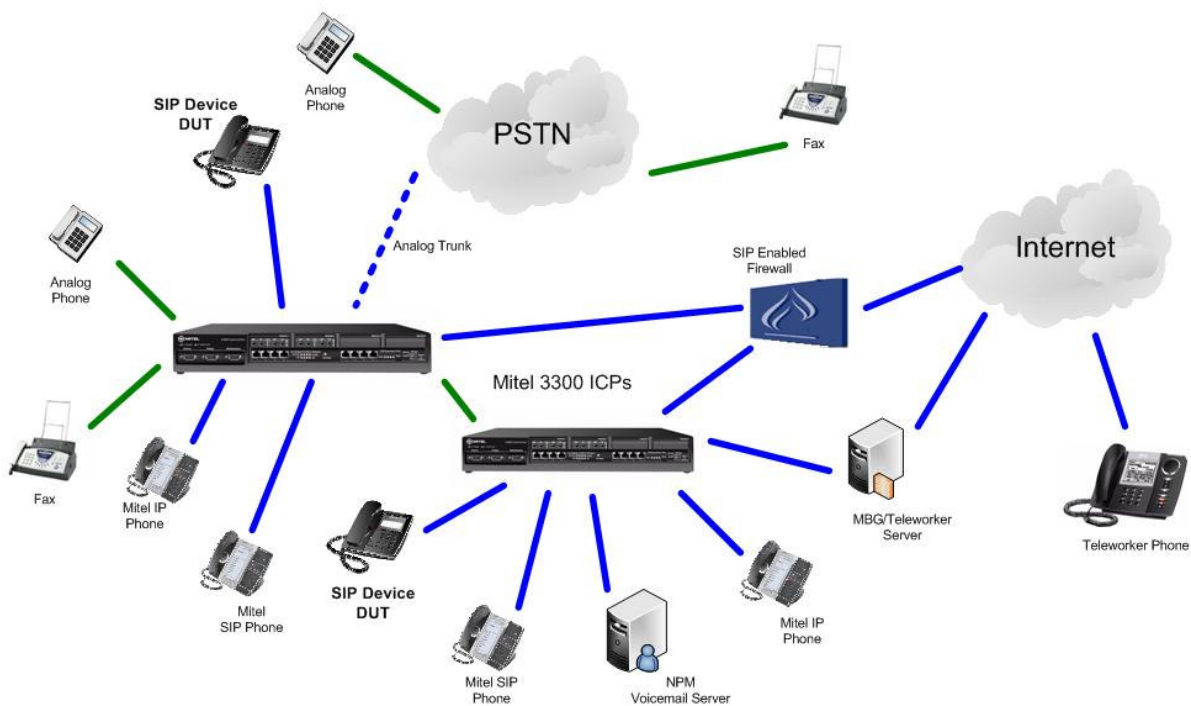 Analog
Phone
SIP Device
DUT
PSTN
Fax
Analog
Phone
Analog Trunk
SIP Enabled
Firewall
Internet
MITEL
Mitel 3300 ICPs
MITEL
Fax
Mitel IP
Phone
Mitel
SIP Phone
SIP Device
DUT
Mitel SIP
Phone
NPM
Voicemail Server
Mitel IP
Phone
MBG/Teleworker
Server
Teleworker Phone